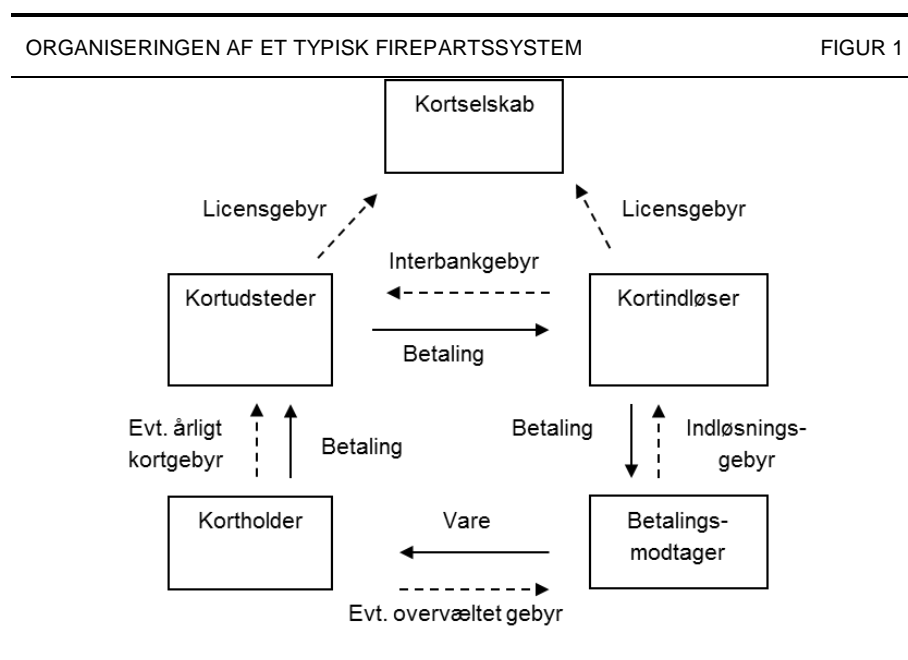 ORGANISERINGEN AF ET TYPISK FIREPARTSSYSTEM FIGUR 1
Kortselskab
Licensgebyr
Licensgebyr
Interbankgebyr
Kortudsteder
Kortindløser
Betaling
Evt. årligt
kortgebyr
Betaling
Betaling
Indløsnings-
gebyr
Kortholder
Vare
Betalings-
modtager
Evt. overvæltet gebyr